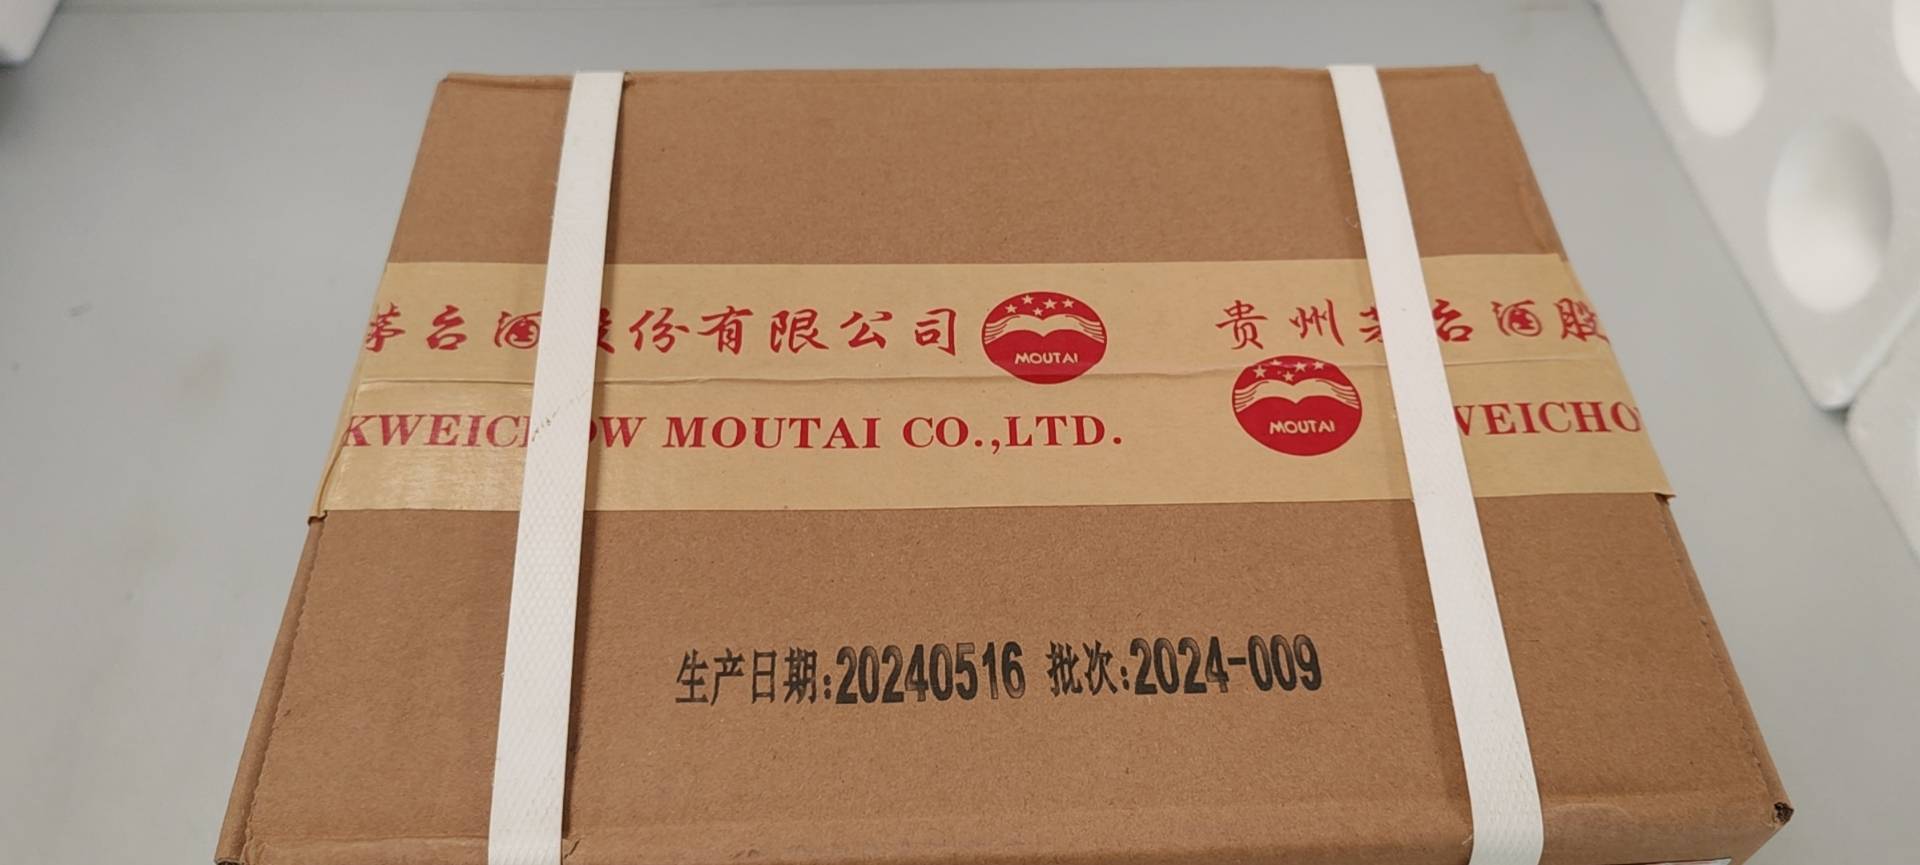 茅台酒股份有限公司 MOUTAI 贵州茅台酒股
KWEICHOW MOUTAI CO.,LTD. MOUTAI WEICHO
生产日期:20240516 批次:2024-009